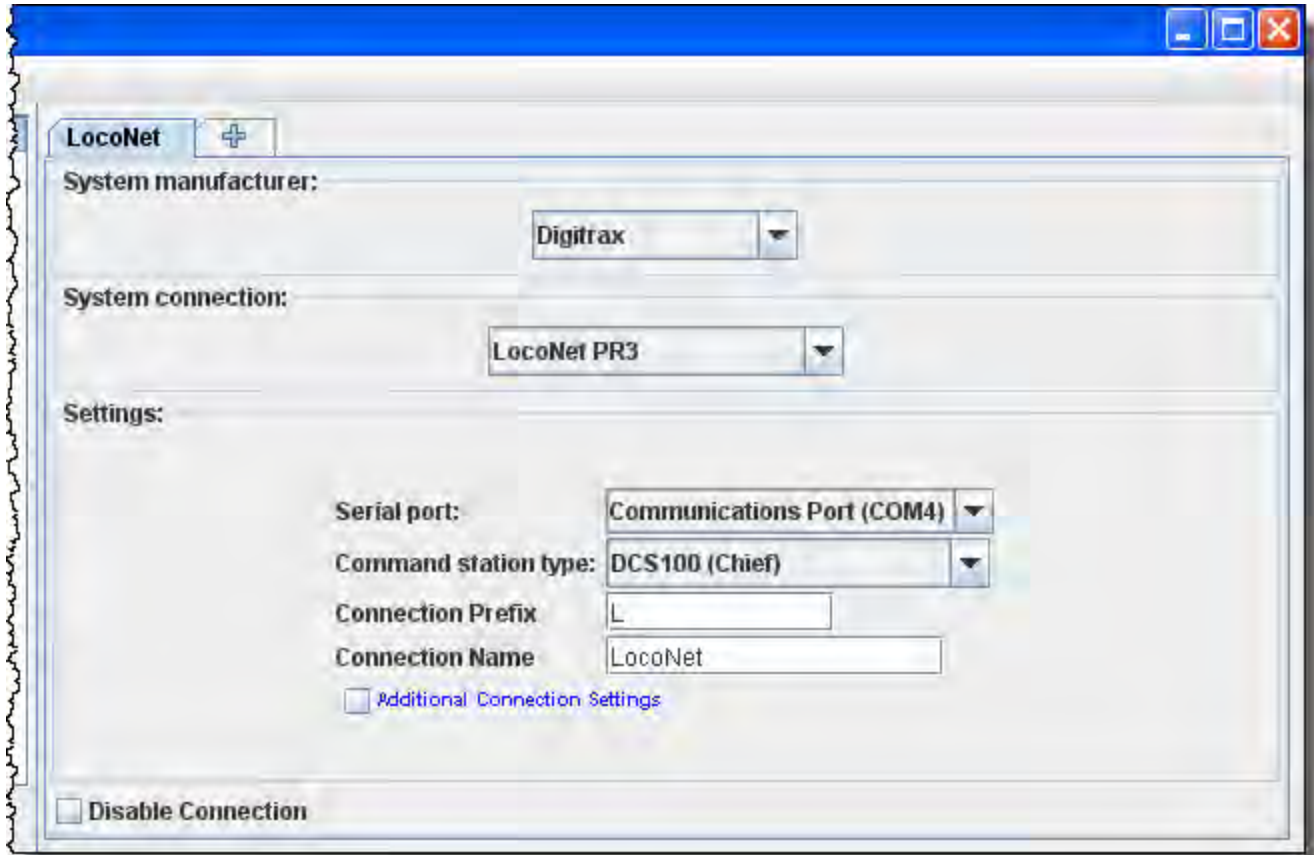 LocoNet
System manufacturer:
Digitrax
System connection:
LocoNet PR3
Settings:
Serial port: Communications Port (COM4)
Command station type: DCS100 (Chief)
Connection Prefix L
Connection Name LocoNet
Additional Connection Settings
Disable Connection